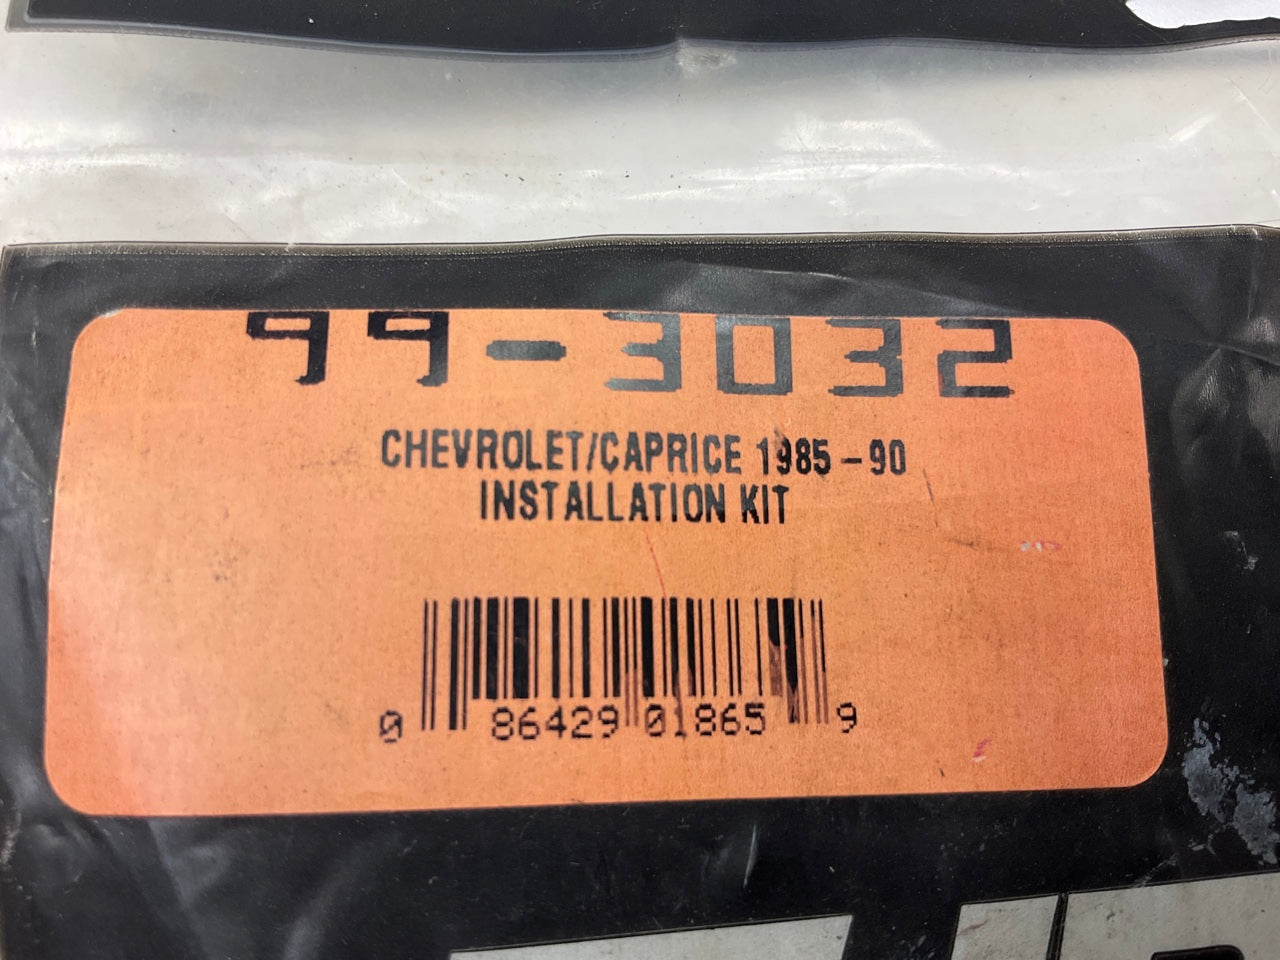 99-3032
CHEVROLET/CAPRICE 1985-90
INSTALLATION KIT
0 86429 01865 9